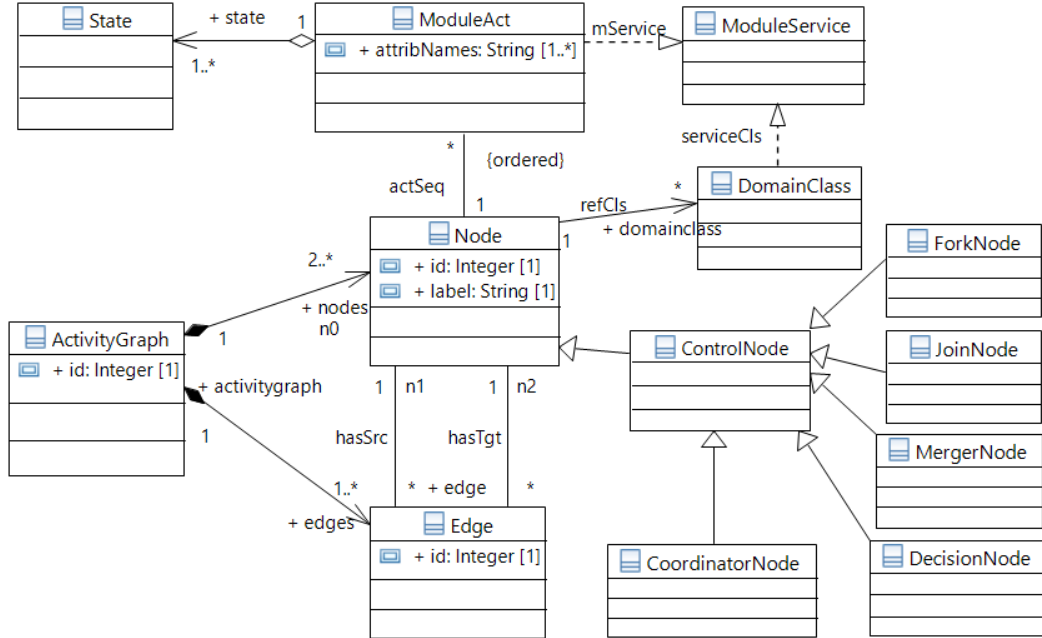 State
+ state
1
1..*
ModuleAct
+ attribNames: String [1..*]
mService
ModuleService
serviceCls
*
{ordered}
actSeq
1
DomainClass
refCls
*
1
+ domainclass
Node
+ id: Integer [1]
+ label: String [1]
2..*
+ nodes
n0
1
ActivityGraph
+ id: Integer [1]
+ activitygraph
1
1
n1
1
n2
hasSrc
hasTgt
1..*
*
+ edge
*
+ edges
Edge
+ id: Integer [1]
ControlNode
ForkNode
JoinNode
MergerNode
DecisionNode
CoordinatorNode